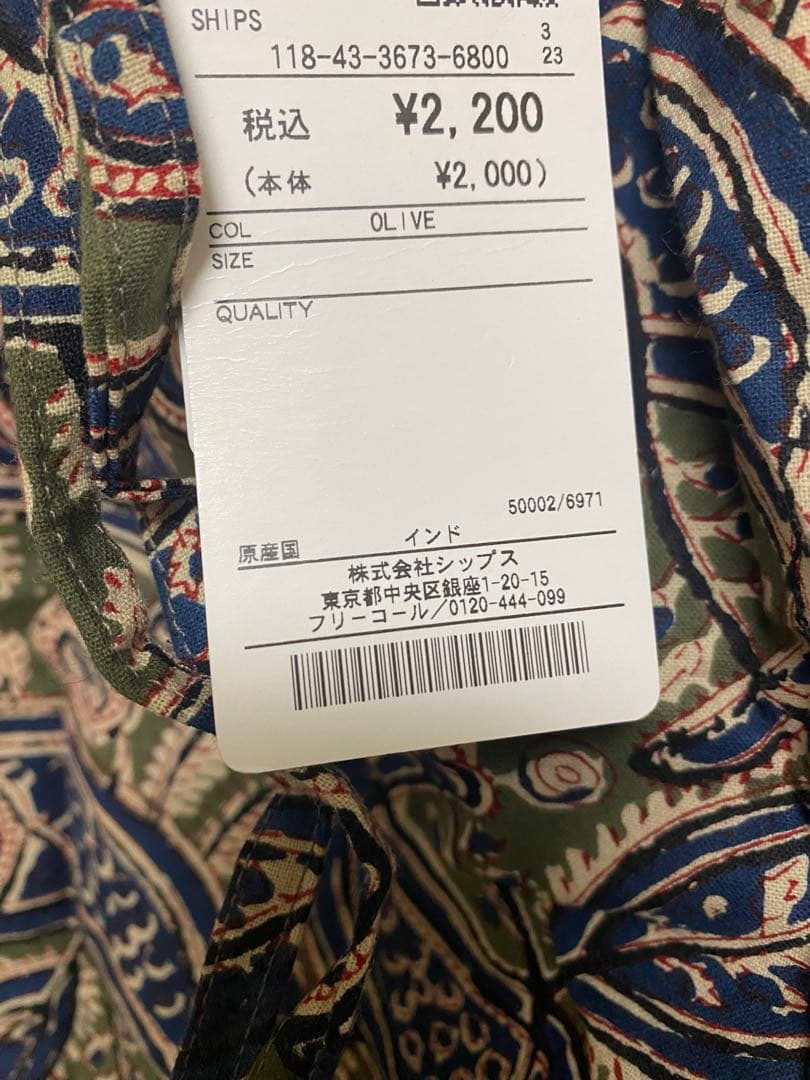 SHIPS
3
118-43-3673-6800 23
税込 ¥2,200
(本体 ¥2,000)
COL OLIVE
SIZE
QUALITY
50002/6971
原産国 インド
株式会社シップス
東京都中央区銀座1-20-15
フリーコール/0120-444-099